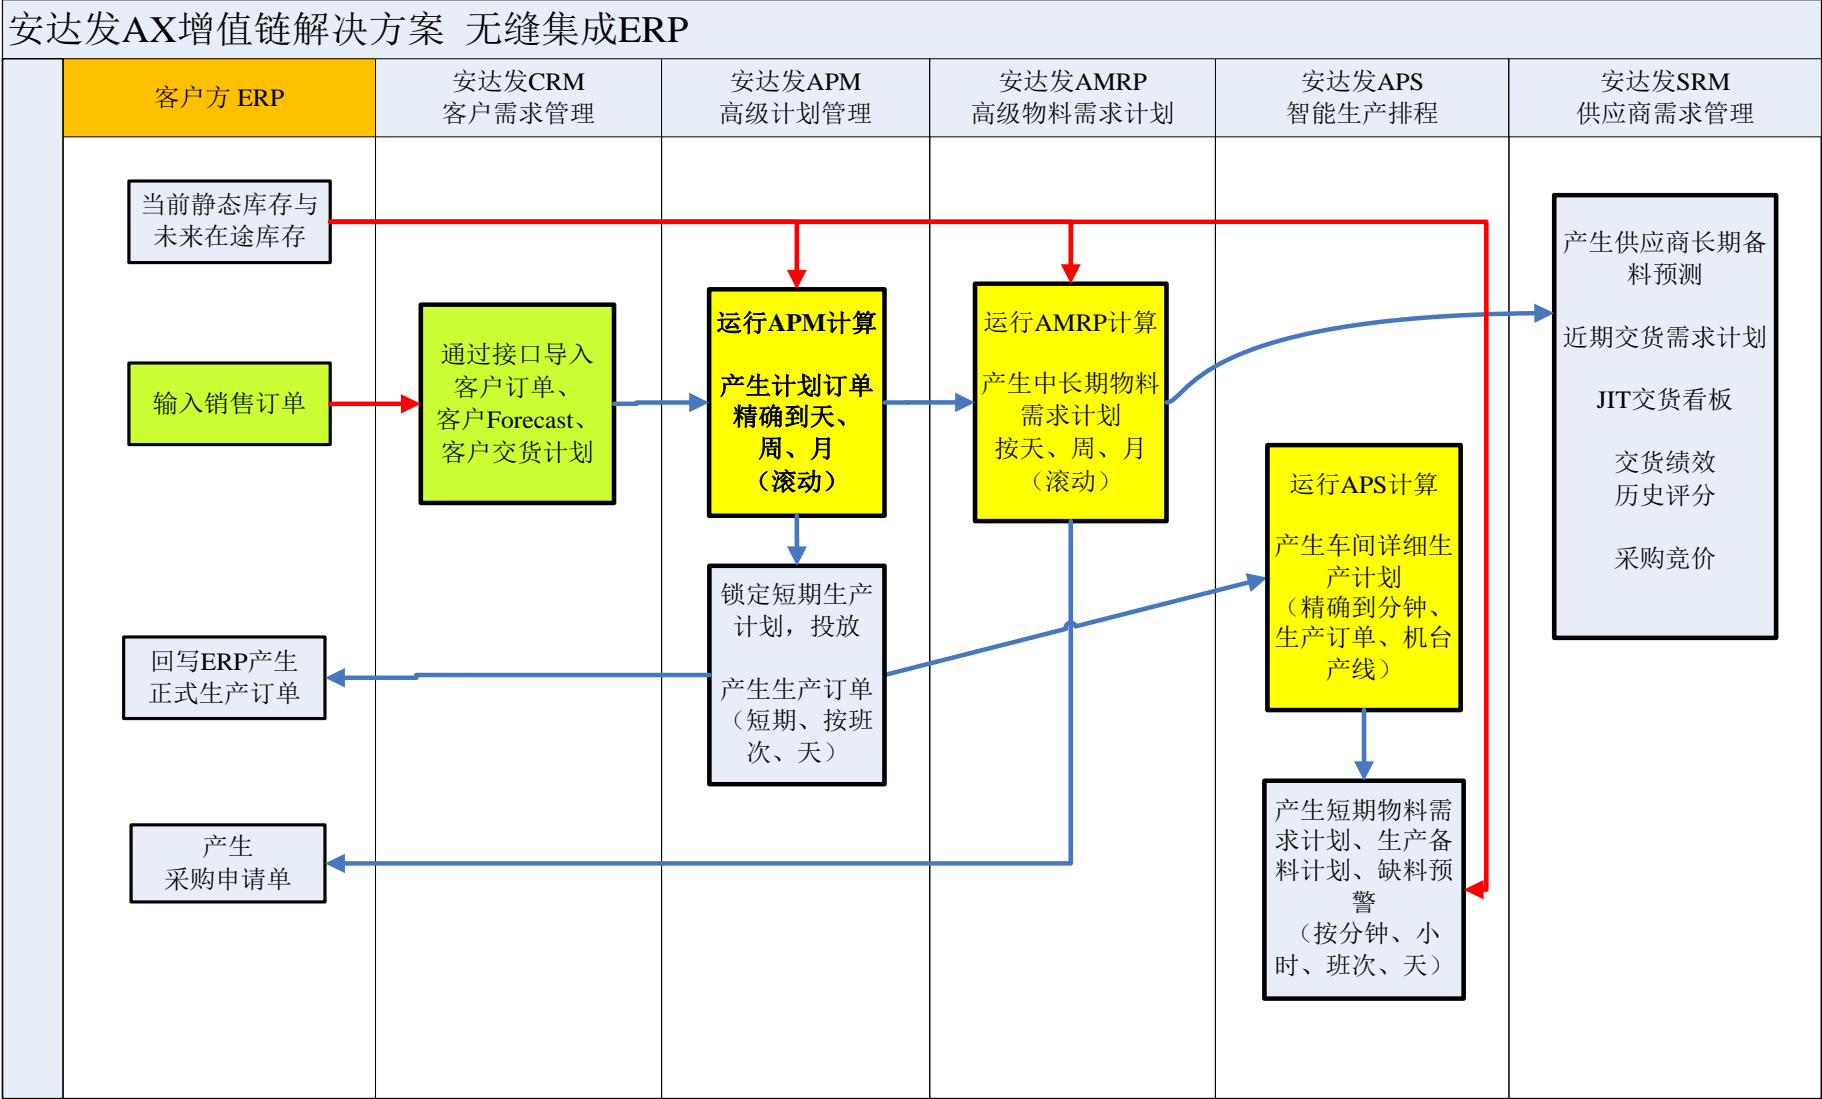 安达发AX增值链解决方案 无缝集成ERP
客户方 ERP
安达发CRM
客户需求管理
安达发APM
高级计划管理
安达发AMRP
高级物料需求计划
安达发APS
智能生产排程
安达发SRM
供应商需求管理
当前静态库存与
未来在途库存
输入销售订单
回写ERP产生
正式生产订单
产生
采购申请单
通过接口导入
客户订单、
客户Forecast、
客户交货计划
运行APM计算
产生计划订单
精确到天、
周、月
（滚动）
锁定短期生产
计划，投放
产生生产订单
（短期、按班
次、天）
运行AMRP计算
产生中长期物料
需求计划
按天、周、月
（滚动）
运行APS计算
产生车间详细生
产计划
（精确到分钟、
生产订单、机台
产线）
产生短期物料需
求计划、生产备
料计划、缺料预
警
（按分钟、小
时、班次、天）
产生供应商长期备
料预测
近期交货需求计划
JIT交货看板
交货绩效
历史评分
采购竞价